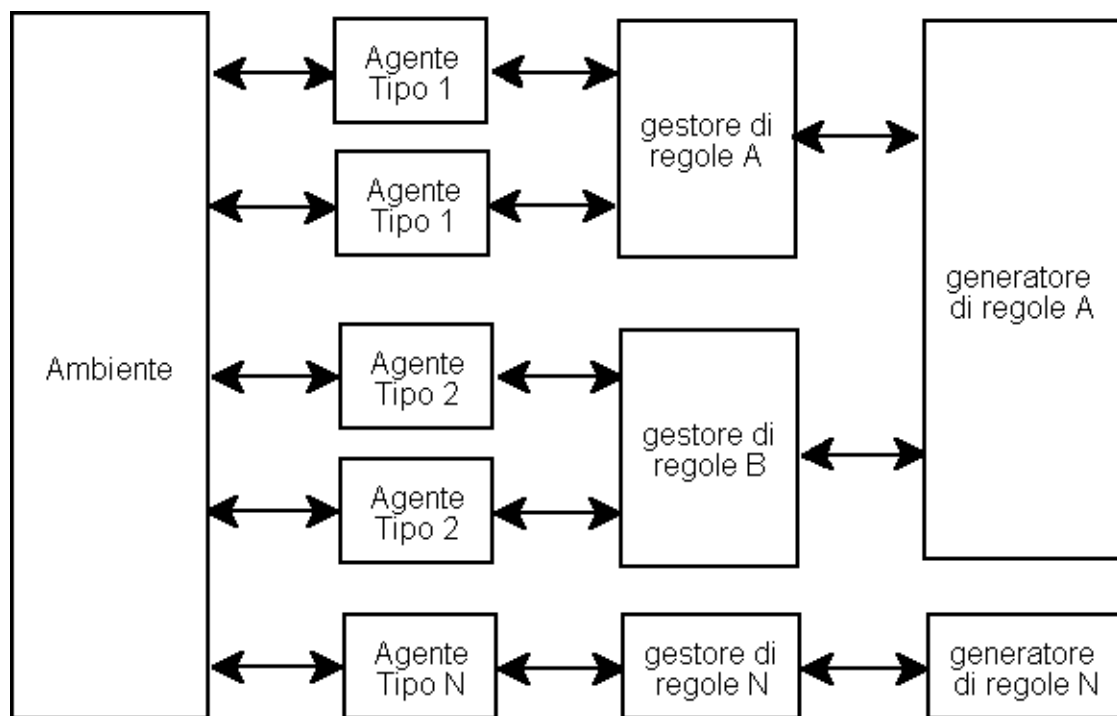 Ambiente
Agente
Tipo 1
Agente
Tipo 1
Agente
Tipo 2
Agente
Tipo 2
Agente
Tipo N
gestore di
regole A
gestore di
regole B
gestore di
regole N
generatore
di regole A
generatore
di regole N